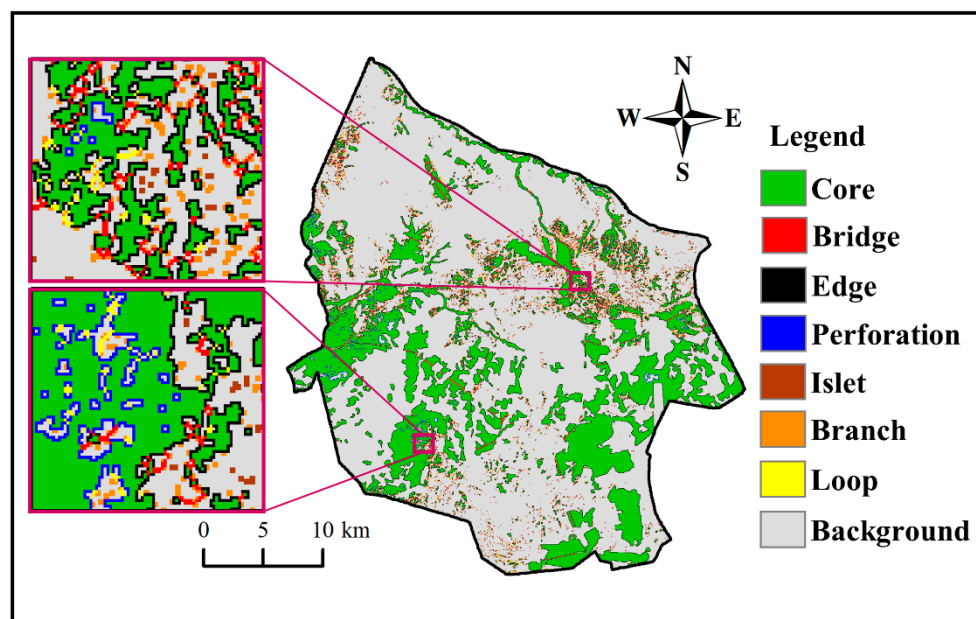 N
W E
S
Legend
Core
Bridge
Edge
Perforation
Islet
Branch
Loop
Background
0 5 10 km